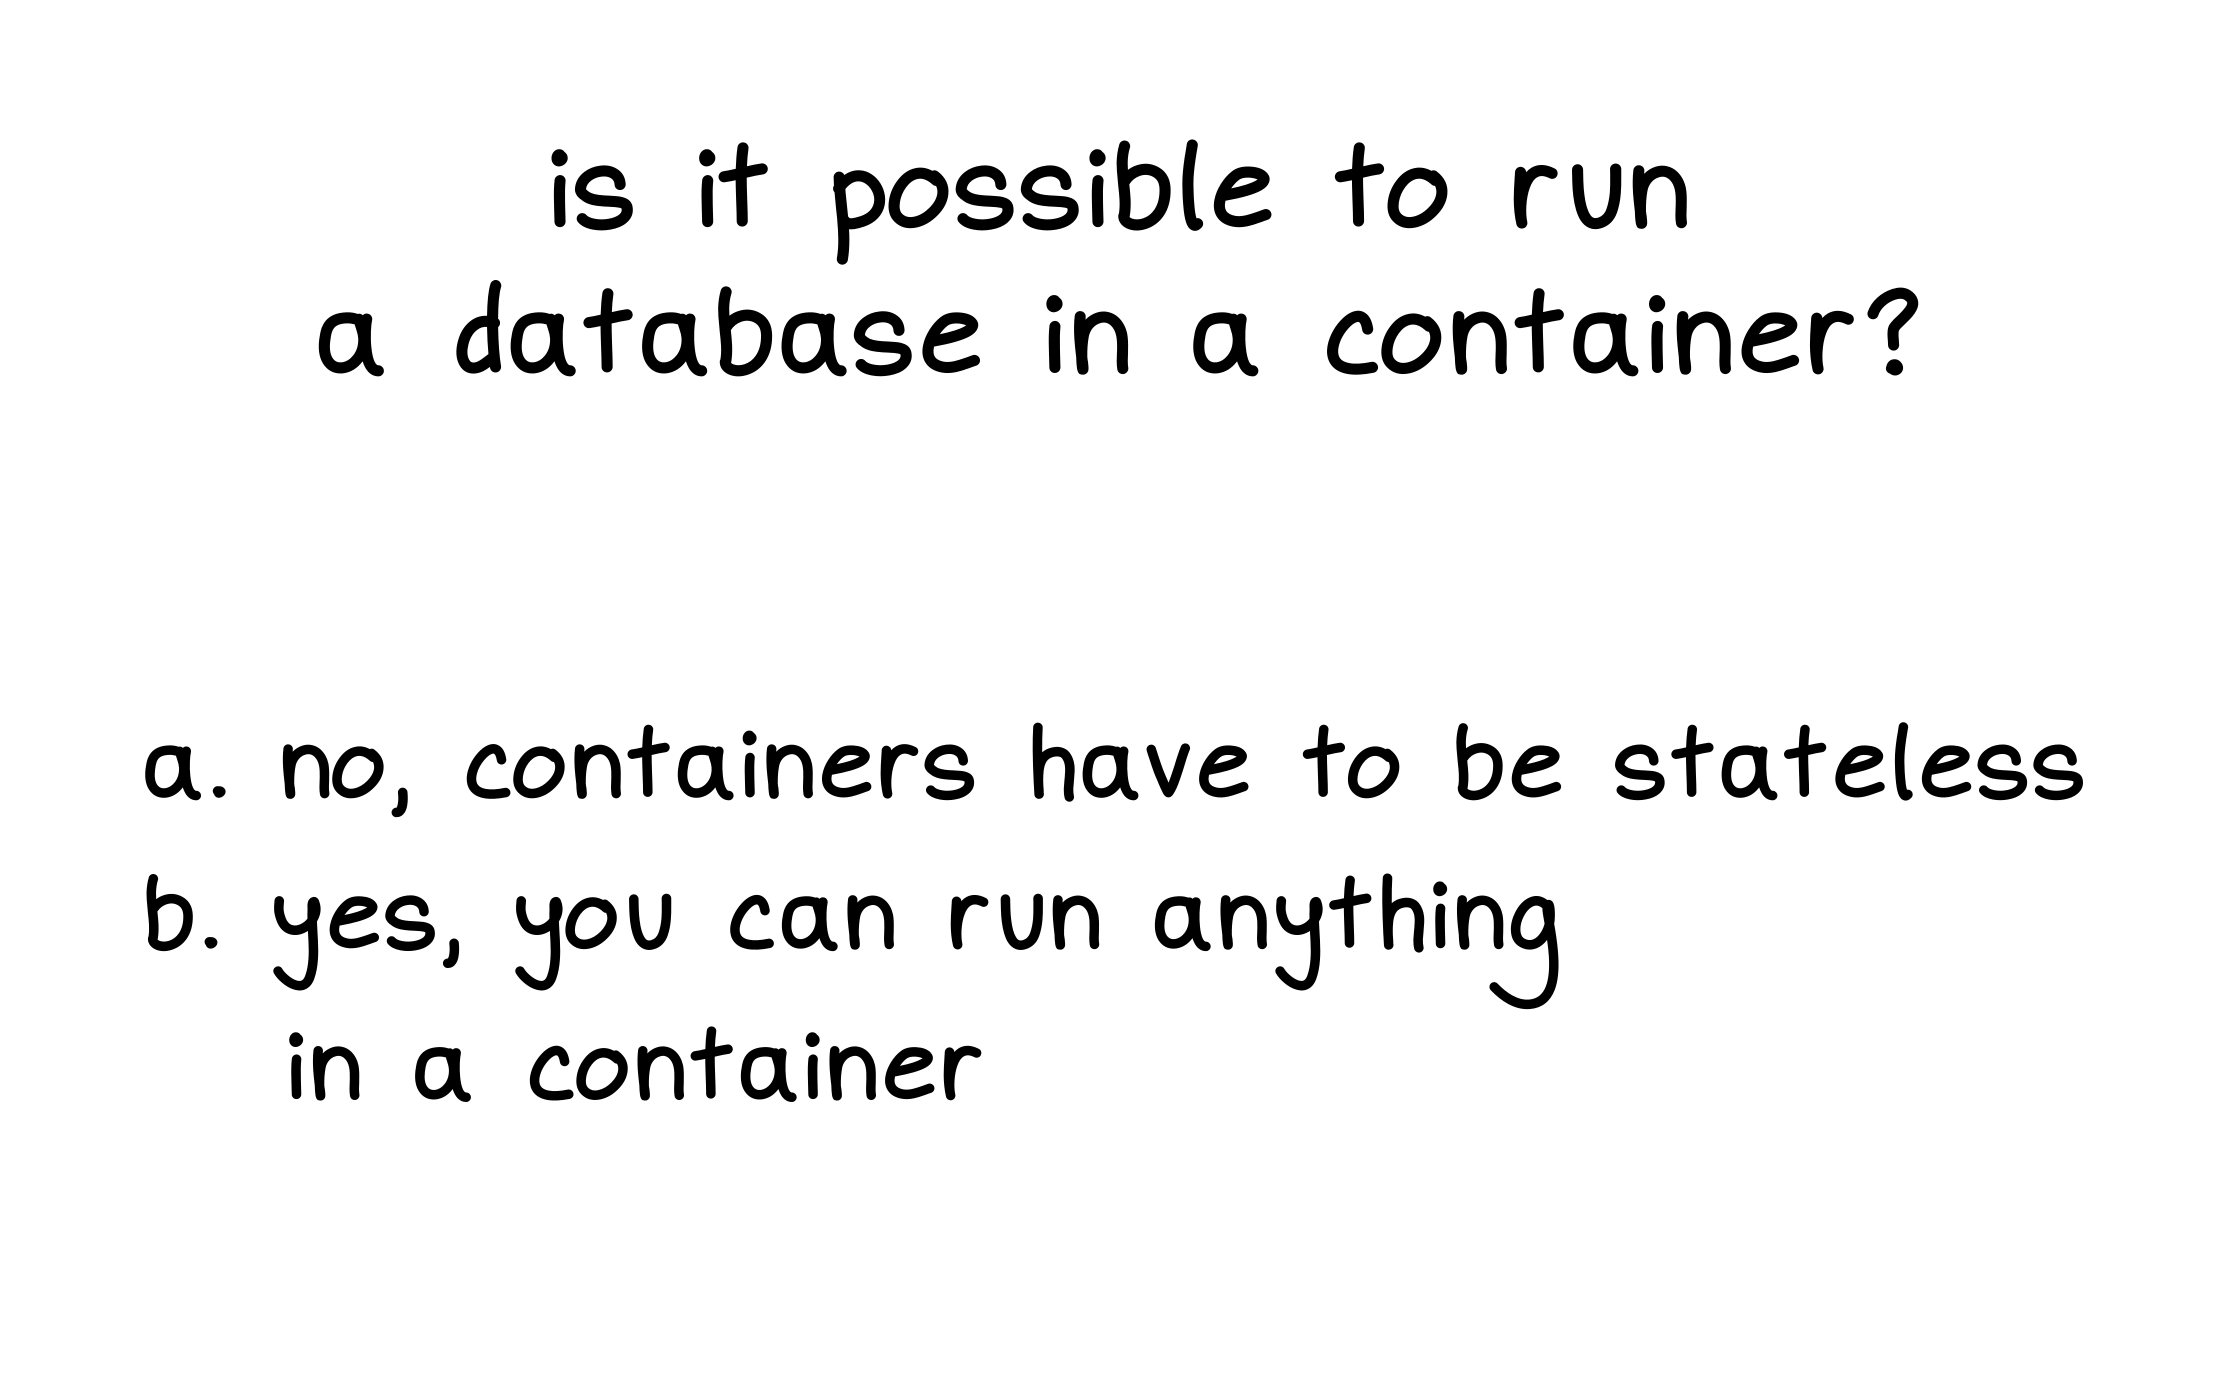 is it possible to run
a database in a container?
a. no, containers have to be stateless
b. yes, you can run anything
in a container